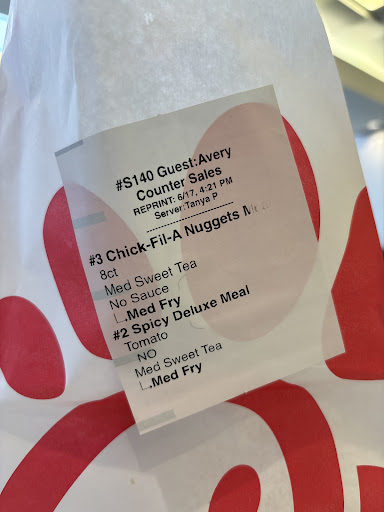 #S140 Guest:Avery
Counter Sales
REPRINT: 6/17, 4:21 PM
Server:Tanya P
#3 Chick-Fil-A Nuggets
8ct
Med Sweet Tea
No Sauce
Med Fry
#2 Spicy Deluxe Meal
Tomato
NO
Med Sweet Tea
Med Fry